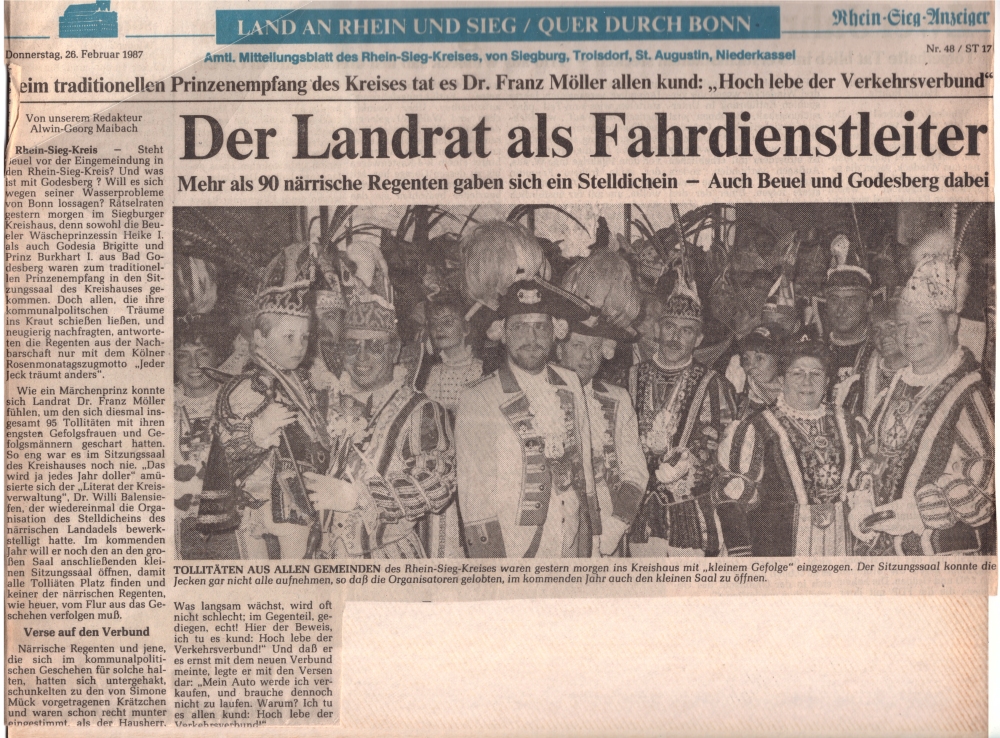 LAND AN RHEIN UND SIEG / QUER DURCH BONN
Rhein-Sieg-Anzeiger
Donnerstag, 26. Februar 1987
Amtl. Mitteilungsblatt des Rhein-Sieg-Kreises, von Siegburg, Troisdorf, St. Augustin, Niederkassel
Nr. 48 / ST 17
eim traditionellen Prinzenempfang des Kreises tat es Dr. Franz Möller allen kund: „Hoch lebe der Verkehrsverbund“
Von unserem Redakteur
Alwin-Georg Maibach
Der Landrat als Fahrdienstleiter
Mehr als 90 närrische Regenten gaben sich ein Stelldichein — Auch Beuel und Godesberg dabei
Rhein-Sieg-Kreis — Steht
euel vor der Eingemeindung in
den Rhein-Sieg-Kreis? Und was
ist mit Godesberg ? Will es sich
wegen seiner Wasserprobleme
von Bonn lossagen? Rätselraten
gestern morgen im Siegburger
Kreishaus, denn sowohl die Beu-
eler Wäscheprinzessin Heike I.
als auch Godesia Brigitte und
Prinz Burkhart I. aus Bad Go-
desberg waren zum traditionel-
len Prinzenempfang in den Sit-
zungssaal des Kreishauses ge-
kommen. Doch allen, die ihre
kommunalpolitischen Träume
ins Kraut schießen ließen, und
neugierig nachfragten, antworte-
ten die Regenten aus der Nach-
barschaft nur mit dem Kölner
Rosenmonatagszugmotto „Jeder
Jeck träumt anders“.
Wie ein Märchenprinz konnte
sich Landrat Dr. Franz Möller
fühlen, um den sich diesmal ins-
gesamt 95 Tollitäten mit ihren
engsten Gefolgsfrauen und Ge-
folgsmännern geschart hatten.
So eng war es im Sitzungssaal
des Kreishauses noch nie. „Das
wird ja jedes Jahr doller“ amü-
sierte sich der „Literat der Kreis-
verwaltung“, Dr. Willi Balensie-
fen, der wiedereinmal die Orga-
nisation des Stelldicheins des
närrischen Landadels bewerk-
stelligt hatte. Im kommenden
Jahr will er noch den an den gro-
ßen Saal anschließenden klei-
nen Sitzungssaal öffnen, damit
alle Tolliäten Platz finden und
keiner der närrischen Regenten,
wie heuer, vom Flur aus das Ge-
schehen verfolgen muß.
Verse auf den Verbund
Närrische Regenten und jene,
die sich im kommunalpoliti-
schen Geschehen für solche hal-
ten, hatten sich untergehakt,
schunkelten zu den von Simone
Mück vorgetragenen Krätzchen
und waren schon recht munter
eingestimmt, als der Hausherr,
TOLLITÄTEN AUS ALLEN GEMEINDEN des Rhein-Sieg-Kreises waren gestern morgen ins Kreishaus mit „kleinem Gefolge“ eingezogen. Der Sitzungssaal konnte die
Jecken gar nicht alle aufnehmen, so daß die Organisatoren gelobten, im kommenden Jahr auch den kleinen Saal zu öffnen.
Was langsam wächst, wird oft
nicht schlecht; im Gegenteil, ge-
diegen, echt! Hier der Beweis,
ich tu es kund: Hoch lebe der
Verkehrsverbund!“ Und daß er
es ernst mit dem neuen Verbund
meinte, legte er mit den Versen
dar: „Mein Auto werde ich ver-
kaufen, und brauche dennoch
nicht zu laufen. Warum? Ich tu
es allen kund: Hoch lebe der
Verkehrsverbund!“